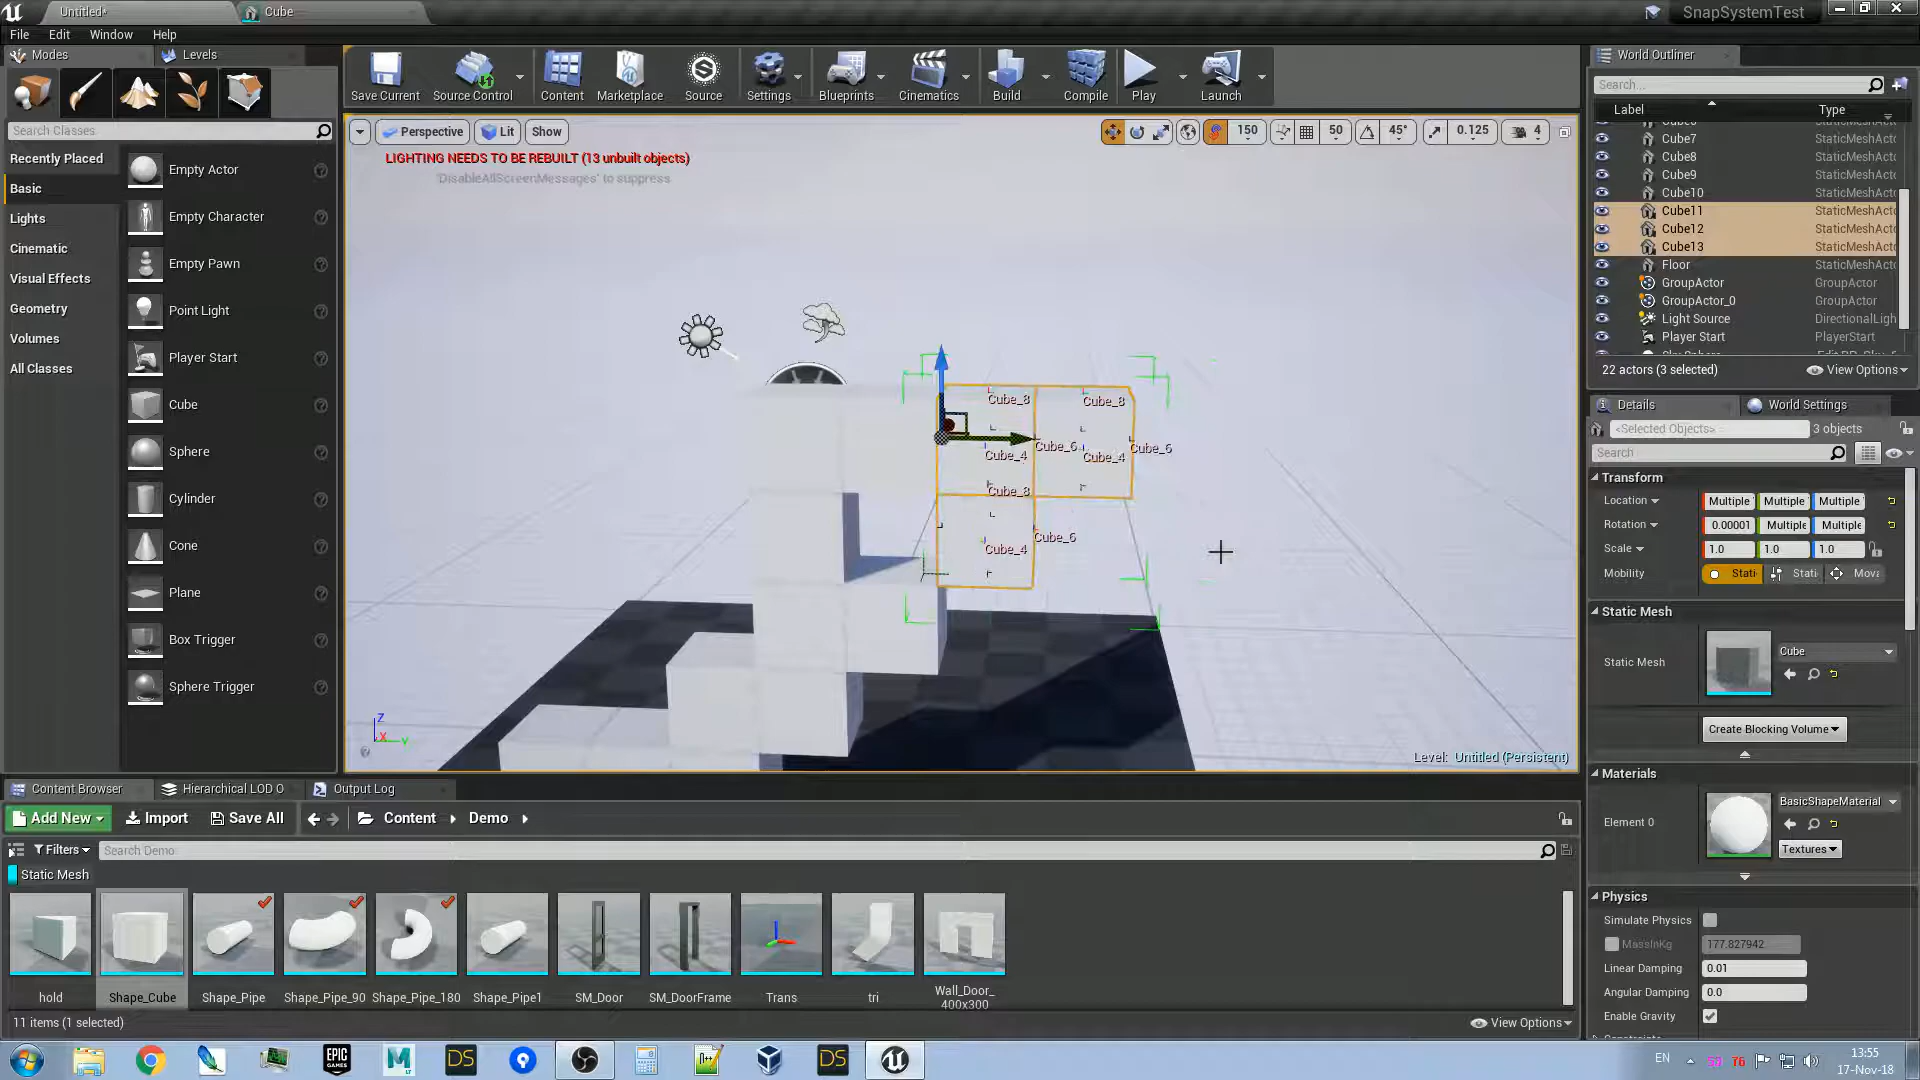 Untitled*
Cube
SnapSystemTest
File Edit Window Help
Modes
Levels
Save Current
Source Control
Content
Marketplace
Source
Settings
Blueprints
Cinematics
Build
Compile
Play
Launch
World Outliner
Search...
Label
Type
Search Classes
Perspective
Lit
Show
150
50
45°
0.125
4
LIGHTING NEEDS TO BE REBUILT (13 unbuilt objects)
'DisableAllScreenMessages' to suppress
Recently Placed
Basic
Lights
Cinematic
Visual Effects
Geometry
Volumes
All Classes
Empty Actor
Empty Character
Empty Pawn
Point Light
Player Start
Cube
Sphere
Cylinder
Cone
Plane
Box Trigger
Sphere Trigger
Cube_8
Cube_8
Cube_6
Cube_4
Cube_4
Cube_6
Cube_8
Cube_6
Cube_4
Z
X
Y
Level: Untitled (Persistent)
Cube7 StaticMeshActo
Cube8 StaticMeshActo
Cube9 StaticMeshActo
Cube10 StaticMeshActo
Cube11 StaticMeshActo
Cube12 StaticMeshActo
Cube13 StaticMeshActo
Floor StaticMeshActo
GroupActor GroupActor
GroupActor_0 GroupActor
Light Source DirectionalLigh
Player Start PlayerStart
22 actors (3 selected)
View Options
Details
World Settings
<Selected Objects>
3 objects
Search
Transform
Location Multiple Multiple Multiple
Rotation 0.00001 Multiple Multiple
Scale 1.0 1.0 1.0
Mobility Stati Stati Mova
Static Mesh
Static Mesh
Cube
Create Blocking Volume
Materials
Element 0
BasicShapeMaterial
Textures
Physics
Simulate Physics
MassInKg 177.827942
Linear Damping 0.01
Angular Damping 0.0
Enable Gravity
Content Browser
Hierarchical LOD O
Output Log
Add New
Import
Save All
Content
Demo
Filters
Search Demo
Static Mesh
hold
Shape_Cube
Shape_Pipe
Shape_Pipe_90
Shape_Pipe_180
Shape_Pipe1
SM_Door
SM_DoorFrame
Trans
tri
Wall_Door_
400x300
11 items (1 selected)
View Options
EPIC
GAMES
M
LT
DS
DS
EN
76
13:55
17-Nov-18